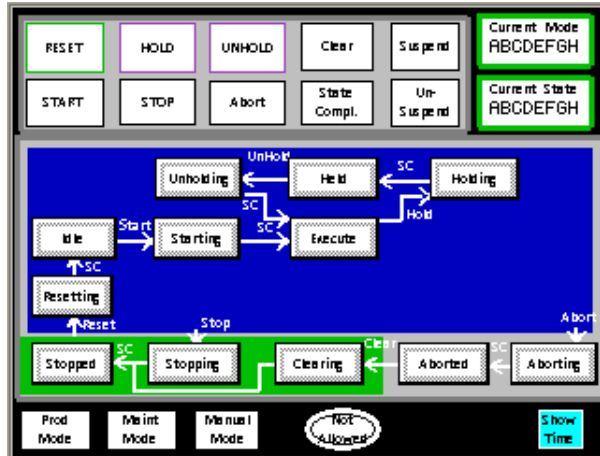 RESET HOLD UNHOLD Clear Suspend
Current Mode
ABCDEFGH
START STOP Abort State
Compl. Un-
Suspend
Current State
ABCDEFGH
UnHold
Unholding Held SC Holding
SC
Hold
Idle Start Starting SC Execute
SC
Resetting
Reset Stop Abort
Clear
Stopped SC Stopping Clearing Aborted SC Aborting
Prod
Mode
Maint
Mode
Manual
Mode
Not
Allowed
Show
Time